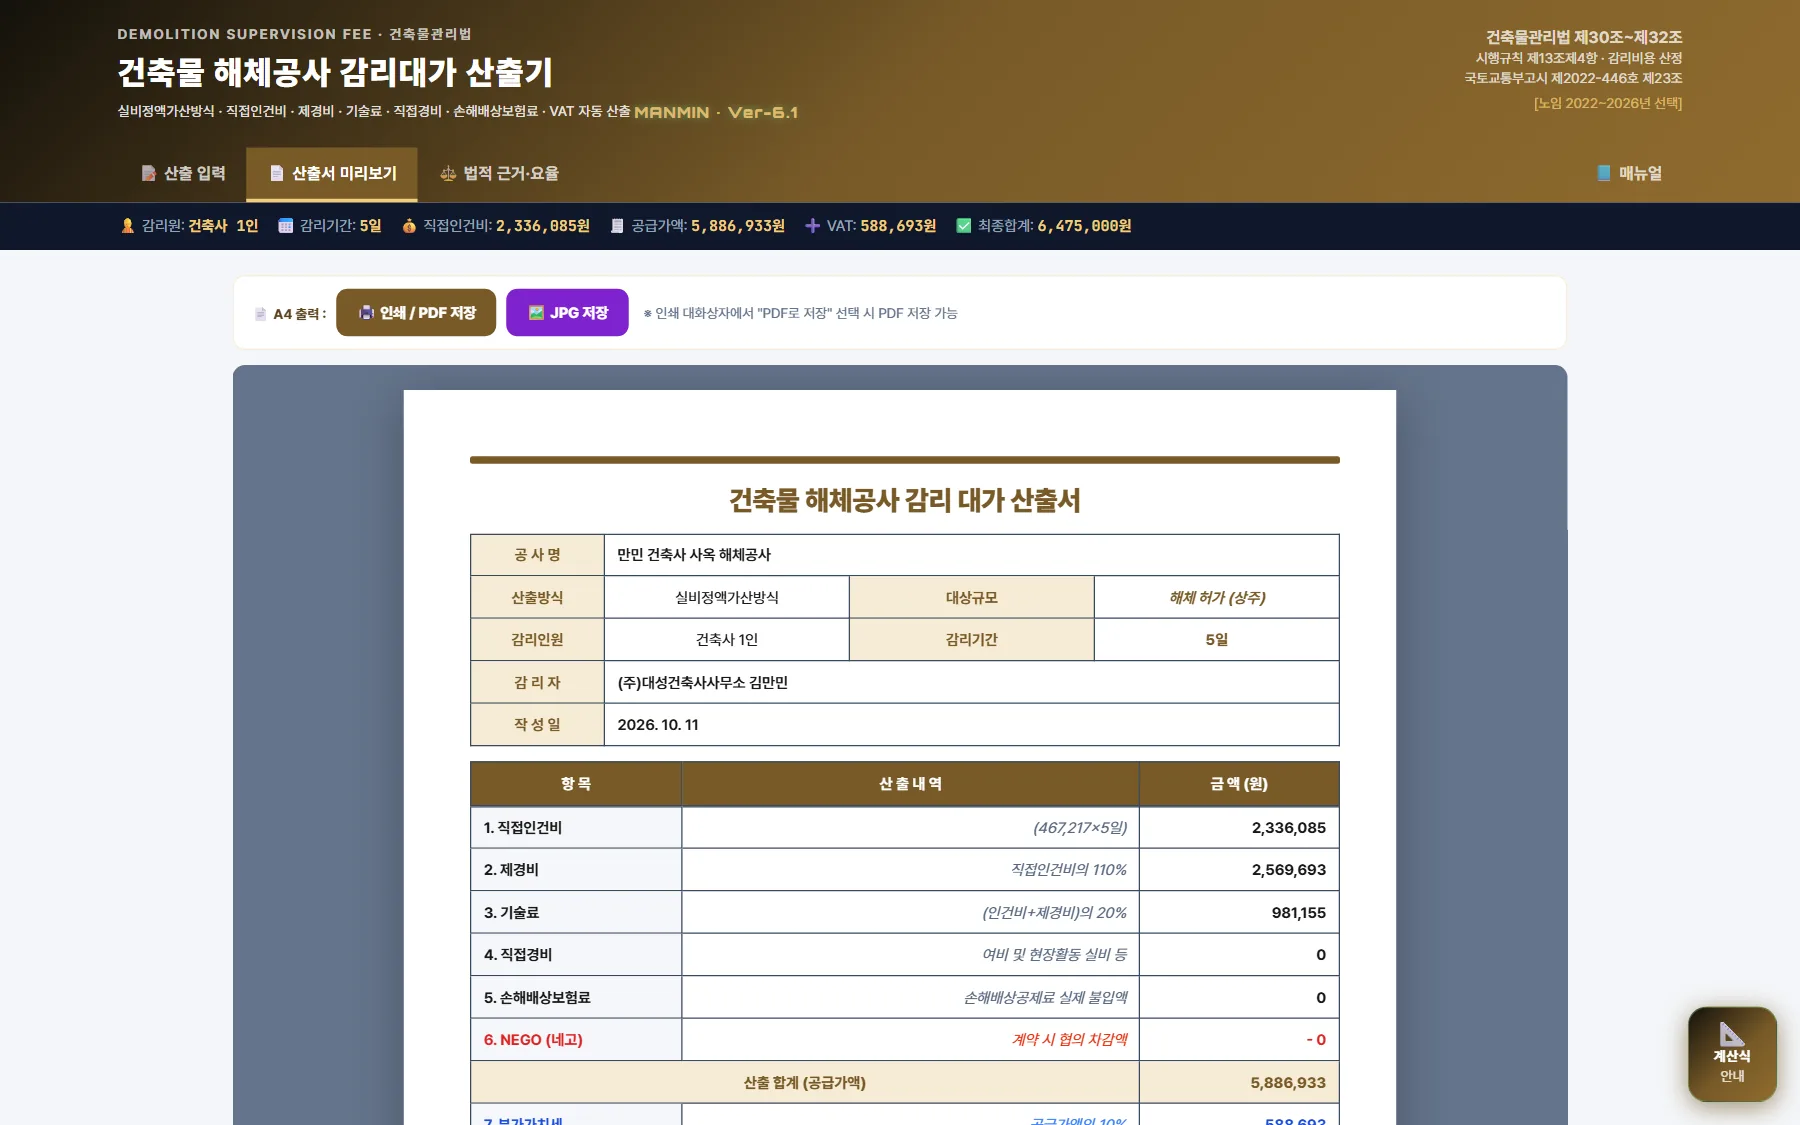 DEMOLITION SUPERVISION FEE · 건축물관리법
건축물 해체공사 감리대가 산출기
실비정액가산방식 · 직접인건비 · 제경비 · 기술료 · 직접경비 · 손해배상보험료 · VAT 자동 산출 MANMIN · Ver-6.1
건축물관리법 제30조~제32조
시행규칙 제13조제4항 · 감리비용 산정
국토교통부고시 제2022-446호 제23조
[노임 2022~2026년 선택]
산출 입력
산출서 미리보기
법적 근거·요율
매뉴얼
감리원: 건축사 1인 감리기간: 5일 직접인건비: 2,336,085원 공급가액: 5,886,933원 VAT: 588,693원 최종합계: 6,475,000원
A4 출력 : 인쇄 / PDF 저장 JPG 저장 ※ 인쇄 대화상자에서 "PDF로 저장" 선택 시 PDF 저장 가능
건축물 해체공사 감리 대가 산출서
공 사 명 만민 건축사 사옥 해체공사
산출방식 실비정액가산방식 대상규모 해체 허가 (상주)
감리인원 건축사 1인 감리기간 5일
감 리 자 (주)대성건축사사무소 김만민
작 성 일 2026. 10. 11
항 목 산 출 내 역 금 액 (원)
1. 직접인건비 (467,217×5일) 2,336,085
2. 제경비 직접인건비의 110% 2,569,693
3. 기술료 (인건비+제경비)의 20% 981,155
4. 직접경비 여비 및 현장활동 실비 등 0
5. 손해배상보험료 손해배상공제료 실제 불입액 0
6. NEGO (네고) 계약 시 협의 차감액 - 0
산출 합계 (공급가액) 5,886,933
7. 부가가치세 공급가액의 10% 588,693
계산식
안내